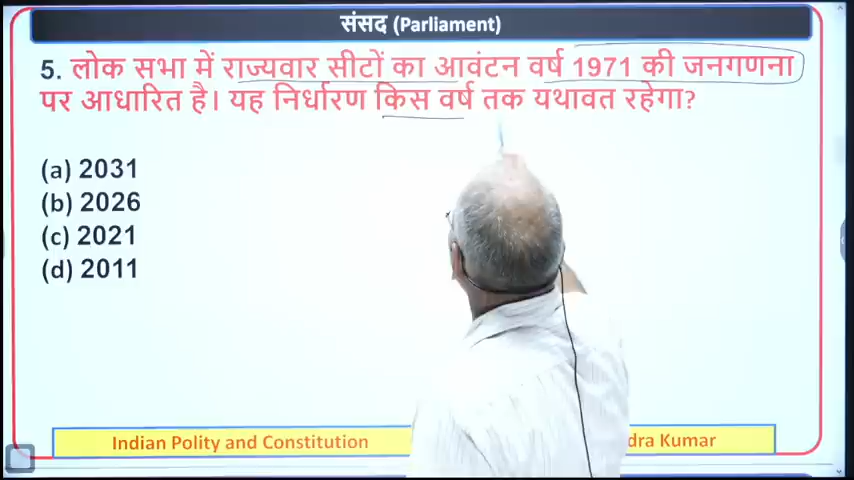 संसद (Parliament)
5. लोक सभा में राज्यवार सीटों का आवंटन वर्ष 1971 की जनगणना
पर आधारित है। यह निर्धारण किस वर्ष तक यथावत रहेगा?
(a) 2031
(b) 2026
(c) 2021
(d) 2011
Indian Polity and Constitution
Kumar